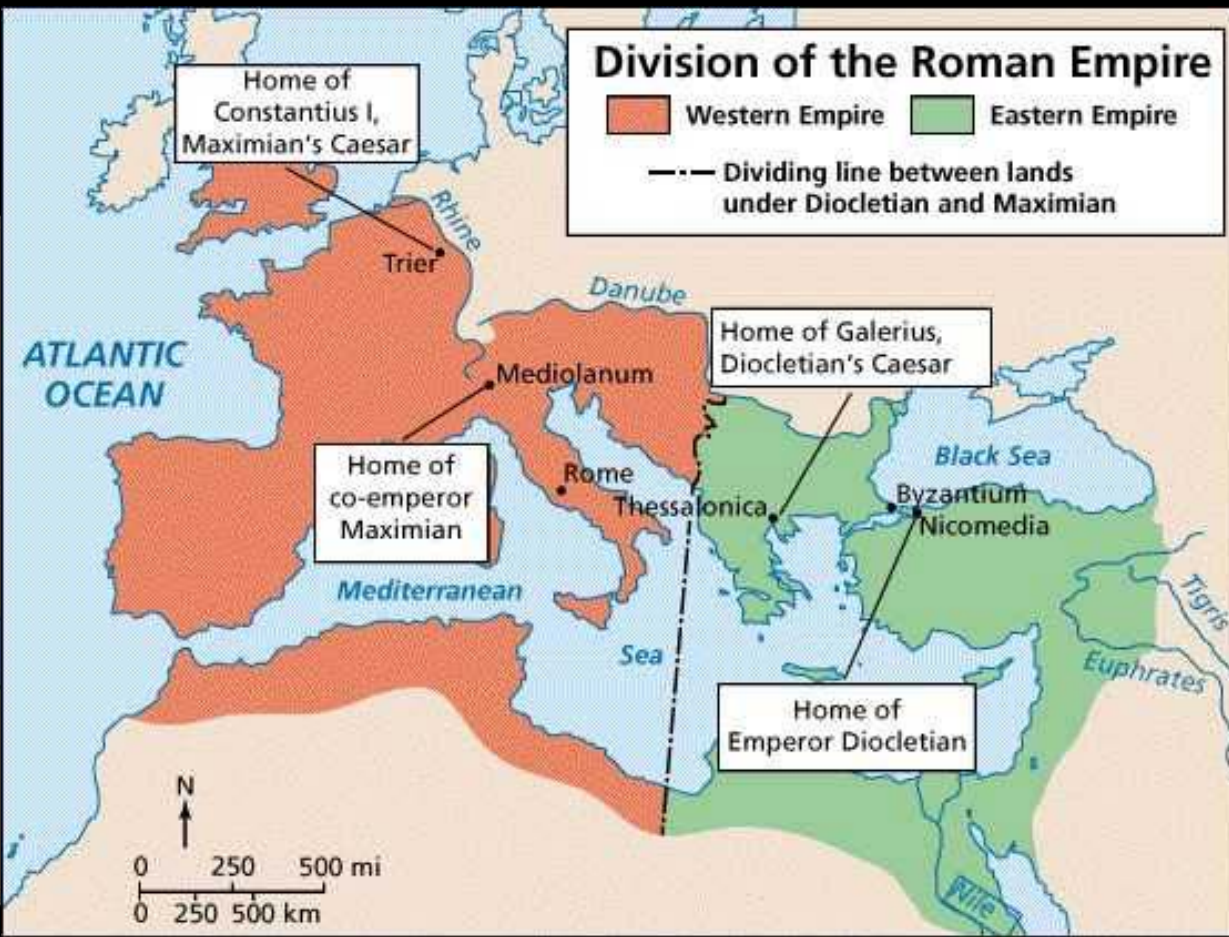 Division of the Roman Empire
Western Empire
Eastern Empire
Dividing line between lands
under Diocletian and Maximian
Home of
Constantius I,
Maximian's Caesar
Rhine
Trier
Danube
Home of Galerius,
Diocletian's Caesar
ATLANTIC
OCEAN
Mediolanum
Black Sea
Home of
co-emperor
Maximian
Rome
Thessalonica
Byzantium
Nicomedia
Mediterranean
Sea
Tigris
Euphrates
Home of
Emperor Diocletian
N
0 250 500 mi
0 250 500 km
Nile